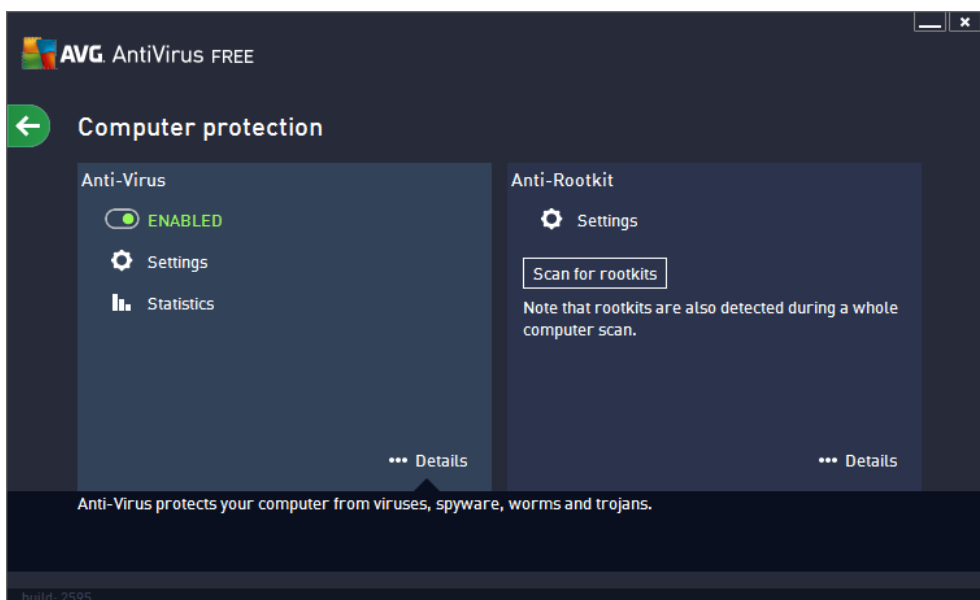 AVG. AntiVirus FREE
Computer protection
Anti-Virus
ENABLED
Settings
Statistics
••• Details
Anti-Rootkit
Settings
Scan for rootkits
Note that rootkits are also detected during a whole
computer scan.
••• Details
Anti-Virus protects your computer from viruses, spyware, worms and trojans.
build: 2595